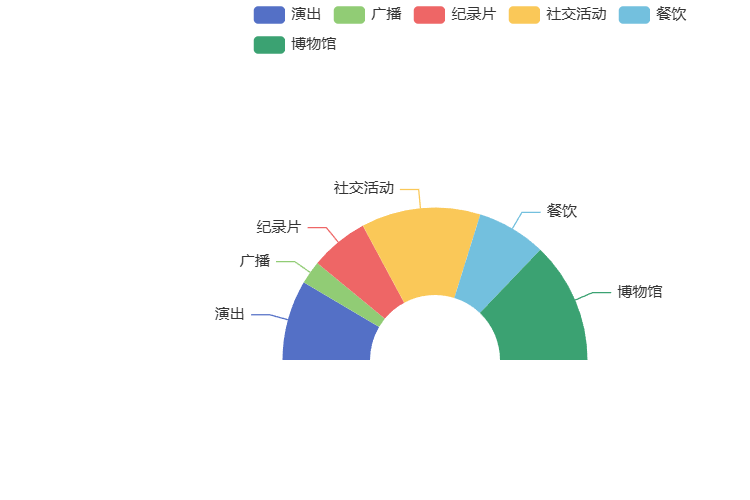 演出 广播 纪录片 社交活动 餐饮
博物馆
社交活动
餐饮
纪录片
广播
博物馆
演出